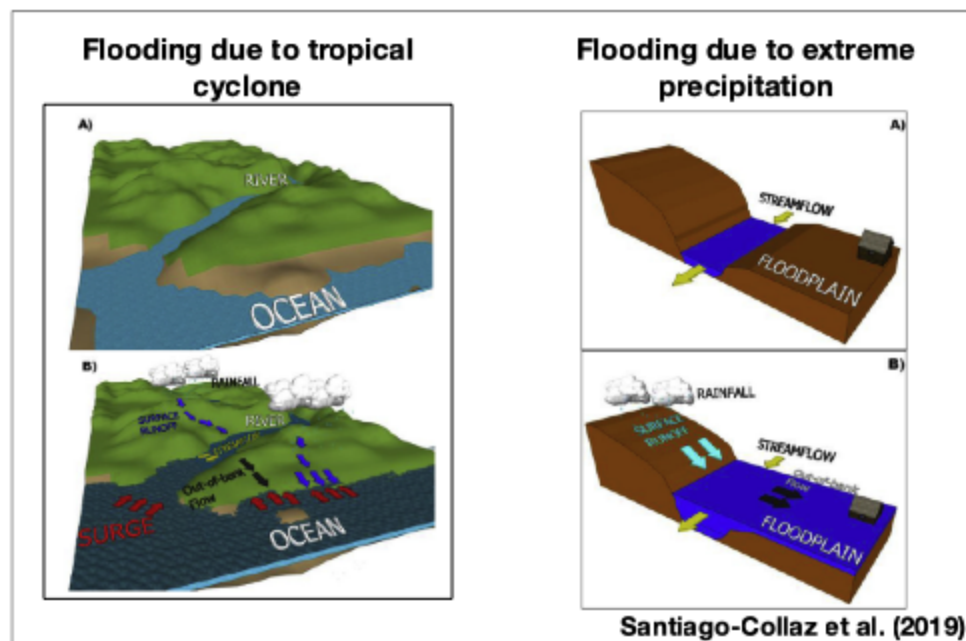 Flooding due to tropical
cyclone
Flooding due to extreme
precipitation
A)
RIVER
OCEAN
A)
STREAMFLOW
FLOODPLAIN
B)
RAINFALL
SURFACE
RUNOFF
RIVER
Out-of-bank
Flow
SURGE
OCEAN
B)
RAINFALL
SURFACE
RUNOFF
STREAMFLOW
Out-of-bank
Flow
FLOODPLAIN
Santiago-Collaz et al. (2019)